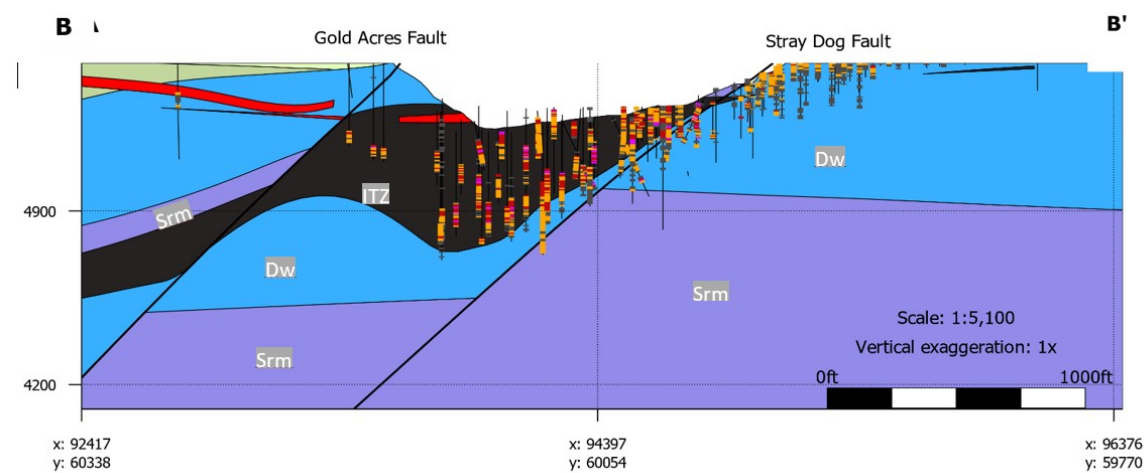 B
B'
Gold Acres Fault
Stray Dog Fault
Dw
Srm
ITZ
4900
Dw
Srm
Scale: 1:5,100
Vertical exaggeration: 1x
Srm
0ft
1000ft
4200
x: 92417
y: 60338
x: 94397
y: 60054
x: 96376
y: 59770